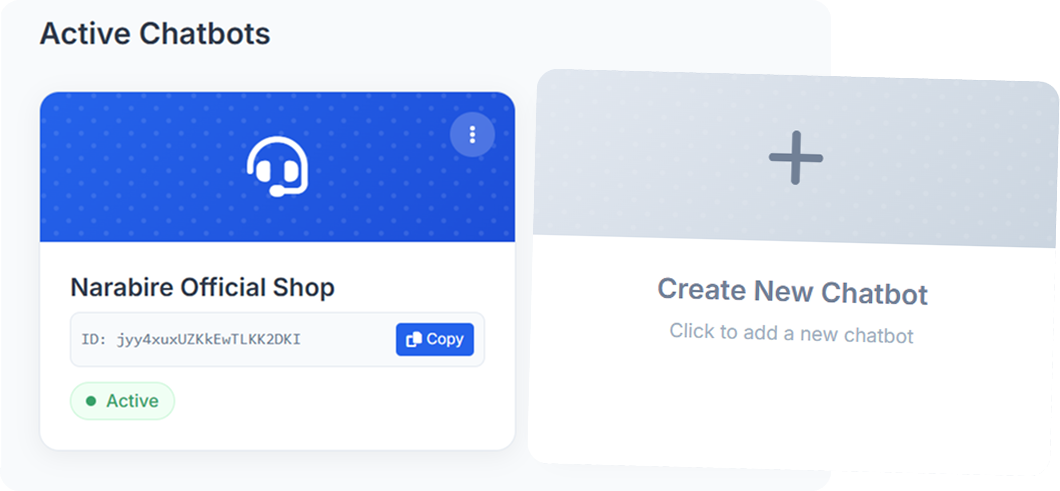 Active Chatbots
Narabire Official Shop
ID: jyy4xuxUZKkEwTLKK2DKI
Copy
Active
Create New Chatbot
Click to add a new chatbot